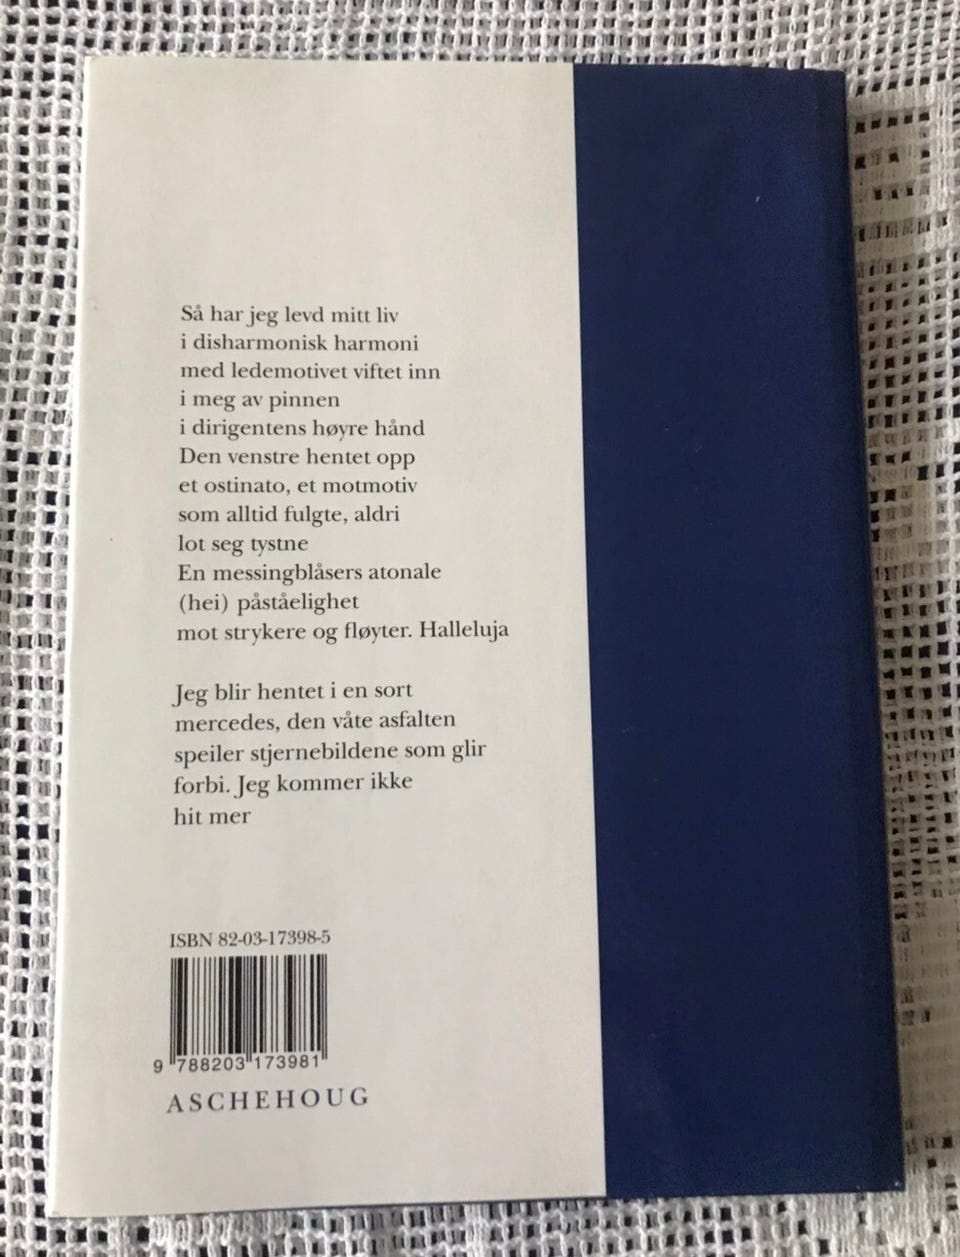 Så har jeg levd mitt liv
i disharmonisk harmoni
med ledemotivet viftet inn
i meg av pinnen
i dirigentens høyre hånd
Den venstre hentet opp
et ostinato, et motmotiv
som alltid fulgte, aldri
lot seg tystne
En messingblåsers atonale
(hei) påståelighet
mot strykere og fløyter. Halleluja
Jeg blir hentet i en sort
mercedes, den våte asfalten
speiler stjernebildene som glir
forbi. Jeg kommer ikke
hit mer
ISBN 82-03-17398-5
9 788203 173981
ASCHEHOUG